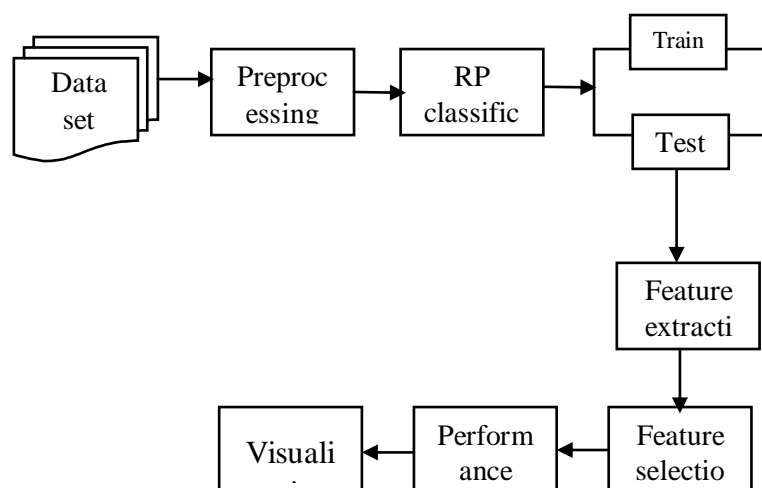 Data
set
Preproc
essing
RP
classific
Train
Test
Feature
extracti
Feature
selectio
Perform
ance
Visuali